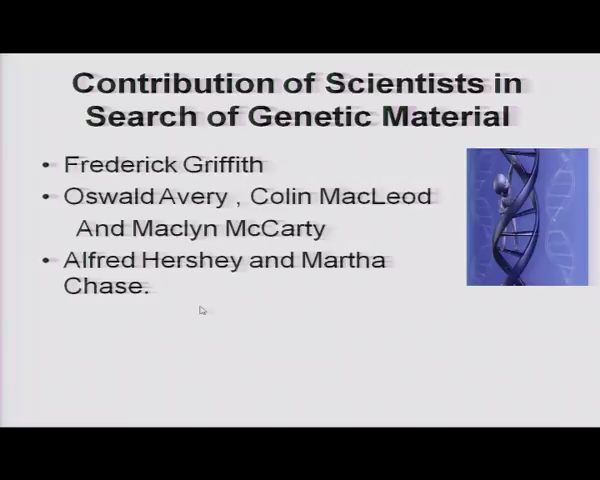 Contribution of Scientists in
Search of Genetic Material
• Frederick Griffith
• Oswald Avery , Colin MacLeod
And Maclyn McCarty
• Alfred Hershey and Martha
Chase.